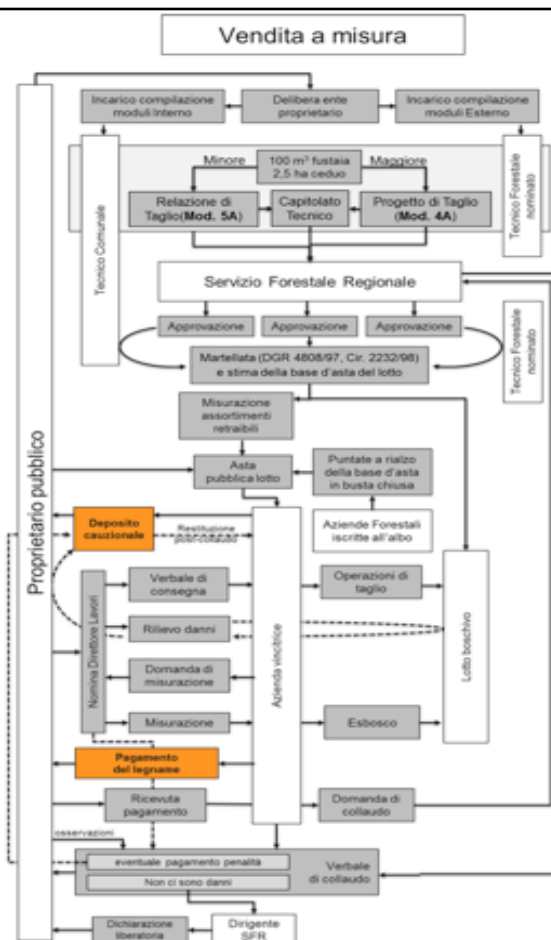 Vendita a misura
Incarico compilazione
moduli Interno
Delibera ente
proprietario
Incarico compilazione
moduli Esterno
Minore
100 m³ fustaia
2,5 ha ceduo
Maggiore
Relazione di
Taglio(Mod. 5A)
Capitolato
Tecnico
Progetto di Taglio
(Mod. 4A)
Tecnico Comunale
Tecnico Forestale
nominato
Servizio Forestale Regionale
Approvazione
Approvazione
Approvazione
Tecnico Forestale
nominato
Martellata (DGR 4808/97, Cir. 2232/98)
e stima della base d'asta del lotto
Misurazione
assortimenti
retraibili
Asta
pubblica lotto
Puntate a rialzo
della base d'asta
in busta chiusa
Aziende Forestali
iscritte all'albo
Proprietario pubblico
Deposito
cauzionale
Restituzione
post-collaudo
Nomina Direttore Lavori
Verbale di
consegna
Rilievo danni
Domanda di
misurazione
Misurazione
Azienda vincitrice
Operazioni di
taglio
Esbosco
Lotto boschivo
Pagamento
del legname
Ricevuta
pagamento
Domanda di
collaudo
osservazioni
eventuale pagamento penalità
Non ci sono danni
Verbale
di collaudo
Dichiarazione
liberatoria
Dirigente
SFR